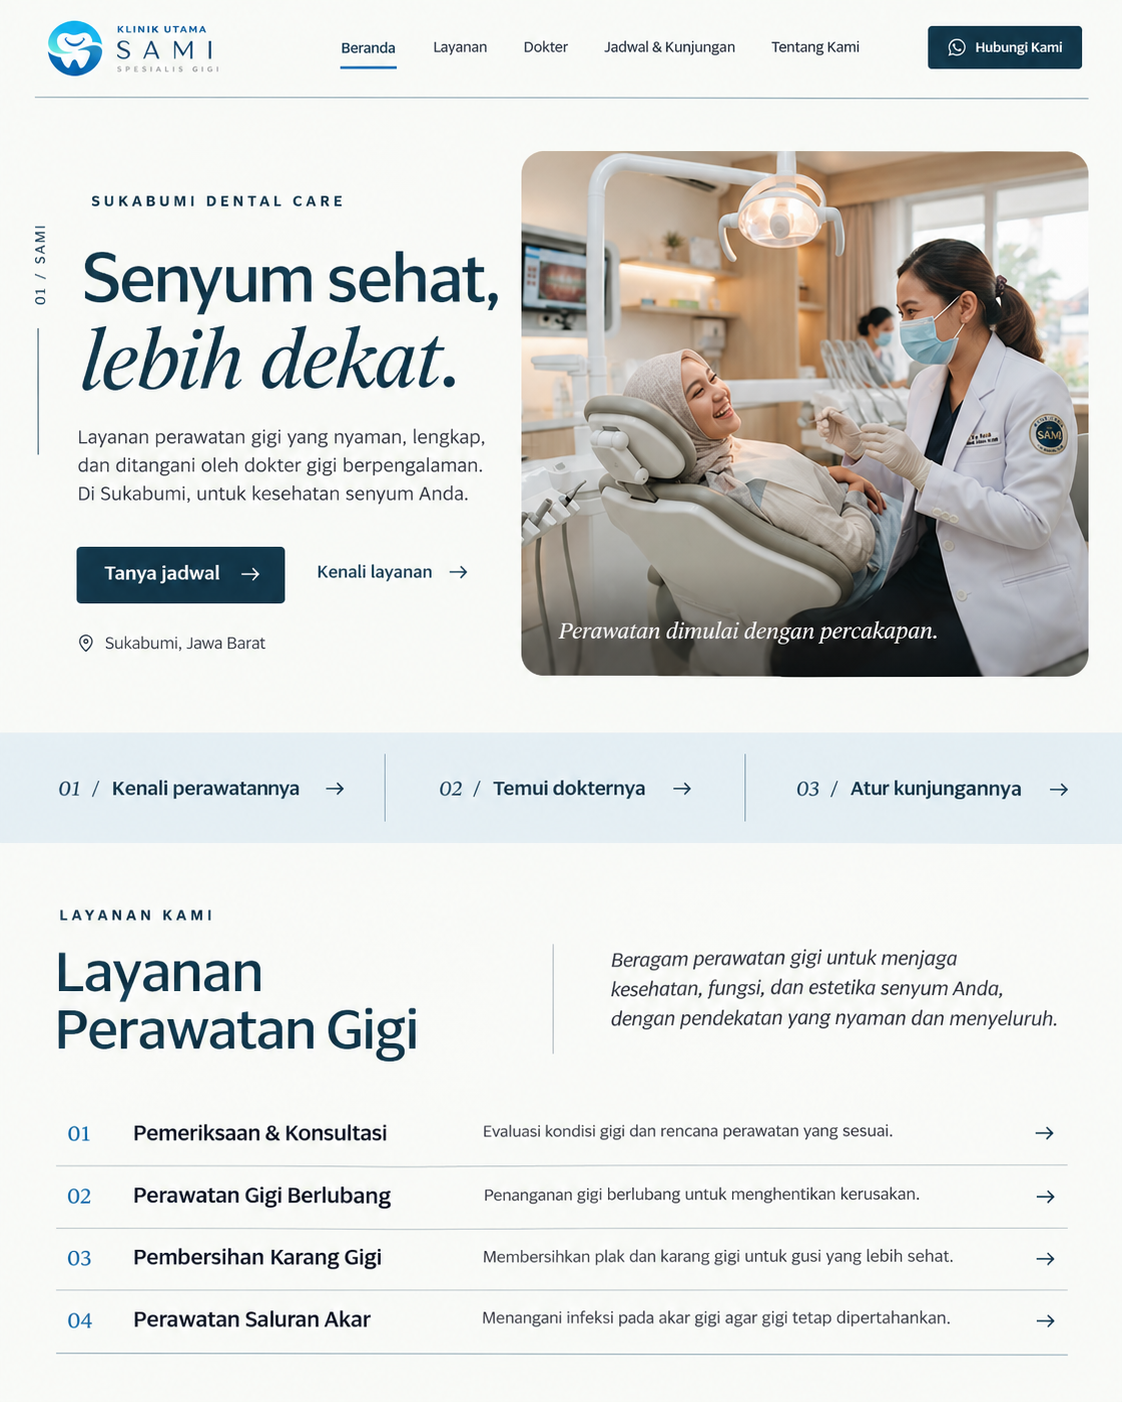 KLINIK UTAMA
SAMI
SPESIALIS GIGI
Beranda
Layanan
Dokter
Jadwal & Kunjungan
Tentang Kami
Hubungi Kami
01 / SAMI
SUKABUMI DENTAL CARE
Senyum sehat,
lebih dekat.
Layanan perawatan gigi yang nyaman, lengkap,
dan ditangani oleh dokter gigi berpengalaman.
Di Sukabumi, untuk kesehatan senyum Anda.
Tanya jadwal →
Kenali layanan →
Sukabumi, Jawa Barat
SAMI
Perawatan dimulai dengan percakapan.
01 / Kenali perawatannya →
02 / Temui dokternya →
03 / Atur kunjungannya →
LAYANAN KAMI
Layanan
Perawatan Gigi
Beragam perawatan gigi untuk menjaga
kesehatan, fungsi, dan estetika senyum Anda,
dengan pendekatan yang nyaman dan menyeluruh.
01 Pemeriksaan & Konsultasi Evaluasi kondisi gigi dan rencana perawatan yang sesuai. →
02 Perawatan Gigi Berlubang Penanganan gigi berlubang untuk menghentikan kerusakan. →
03 Pembersihan Karang Gigi Membersihkan plak dan karang gigi untuk gusi yang lebih sehat. →
04 Perawatan Saluran Akar Menangani infeksi pada akar gigi agar gigi tetap dipertahankan. →